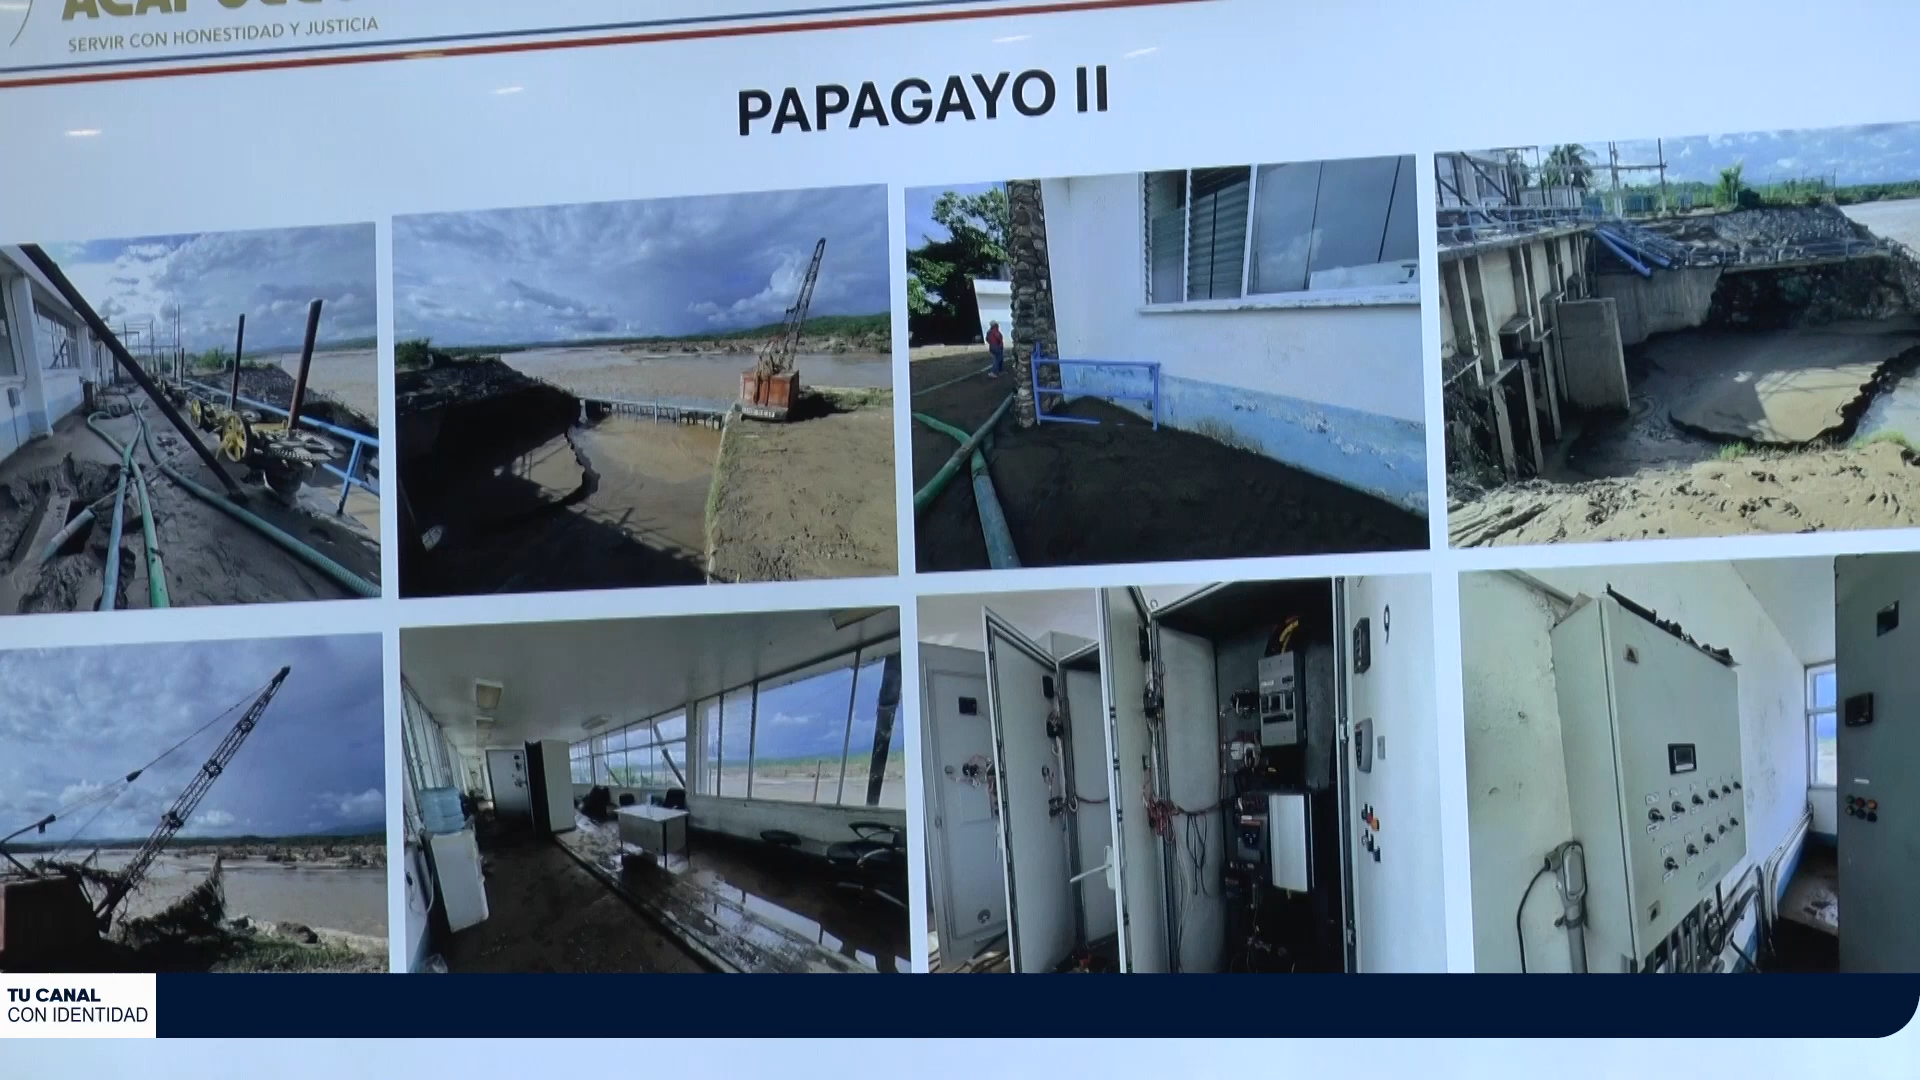 SERVIR CON HONESTIDAD Y JUSTICIA
PAPAGAYO II
9
TU CANAL
CON IDENTIDAD